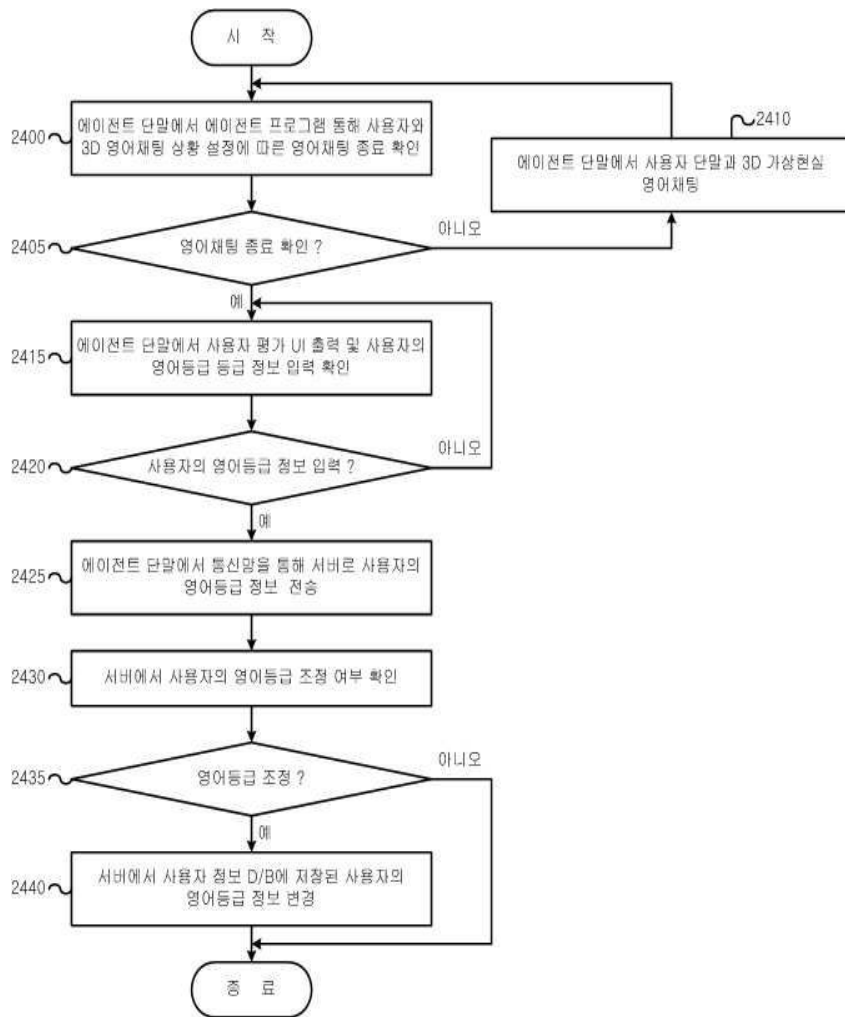 시 작
2400
에이전트 단말에서 에이전트 프로그램 통해 사용자와
3D 영어채팅 상황 설정에 따른 영어채팅 종료 확인
2410
에이전트 단말에서 사용자 단말과 3D 가상현실
영어채팅
2405
영어채팅 종료 확인 ?
아니오
예
2415
에이전트 단말에서 사용자 평가 UI 출력 및 사용자의
영어등급 등급 정보 입력 확인
2420
사용자의 영어등급 정보 입력 ?
아니오
예
2425
에이전트 단말에서 통신망을 통해 서버로 사용자의
영어등급 정보 전송
2430
서버에서 사용자의 영어등급 조정 여부 확인
2435
영어등급 조정 ?
아니오
예
2440
서버에서 사용자 정보 D/B에 저장된 사용자의
영어등급 정보 변경
종 료